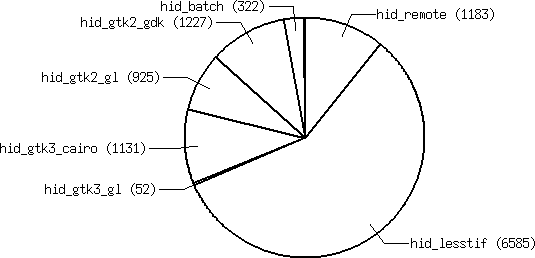 hid_batch (322)
hid_remote (1183)
hid_gtk2_gdk (1227)
hid_gtk2_gl (925)
hid_gtk3_cairo (1131)
hid_gtk3_gl (52)
hid_lesstif (6585)